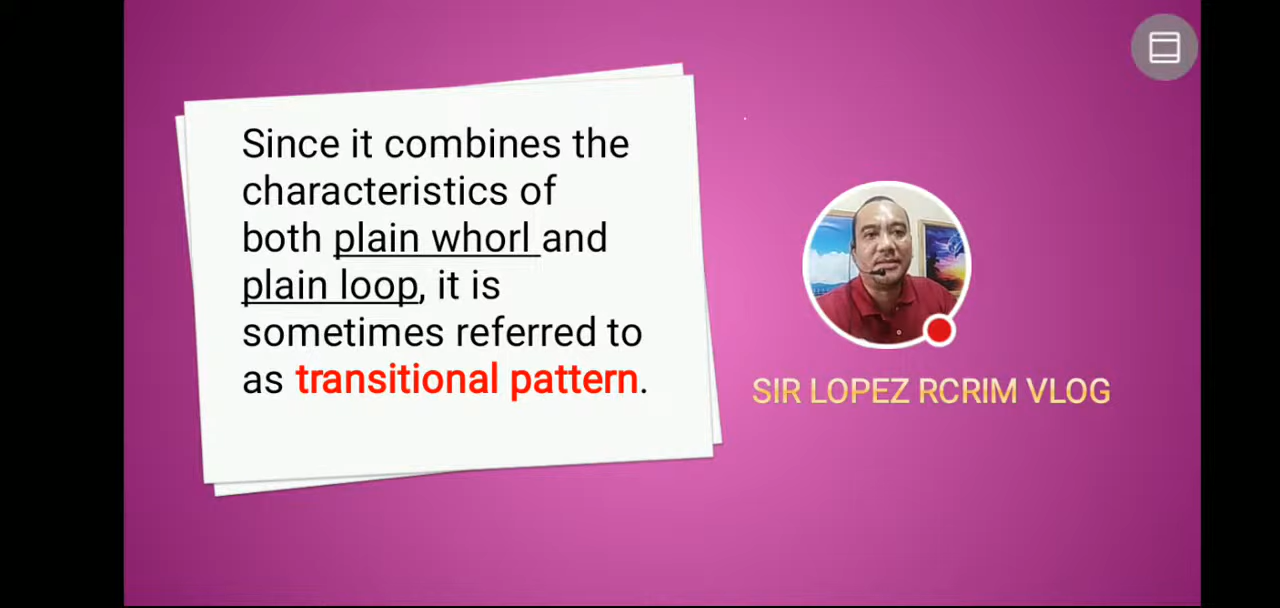 Since it combines the
characteristics of
both plain whorl and
plain loop, it is
sometimes referred to
as transitional pattern.
SIR LOPEZ RCRIM VLOG